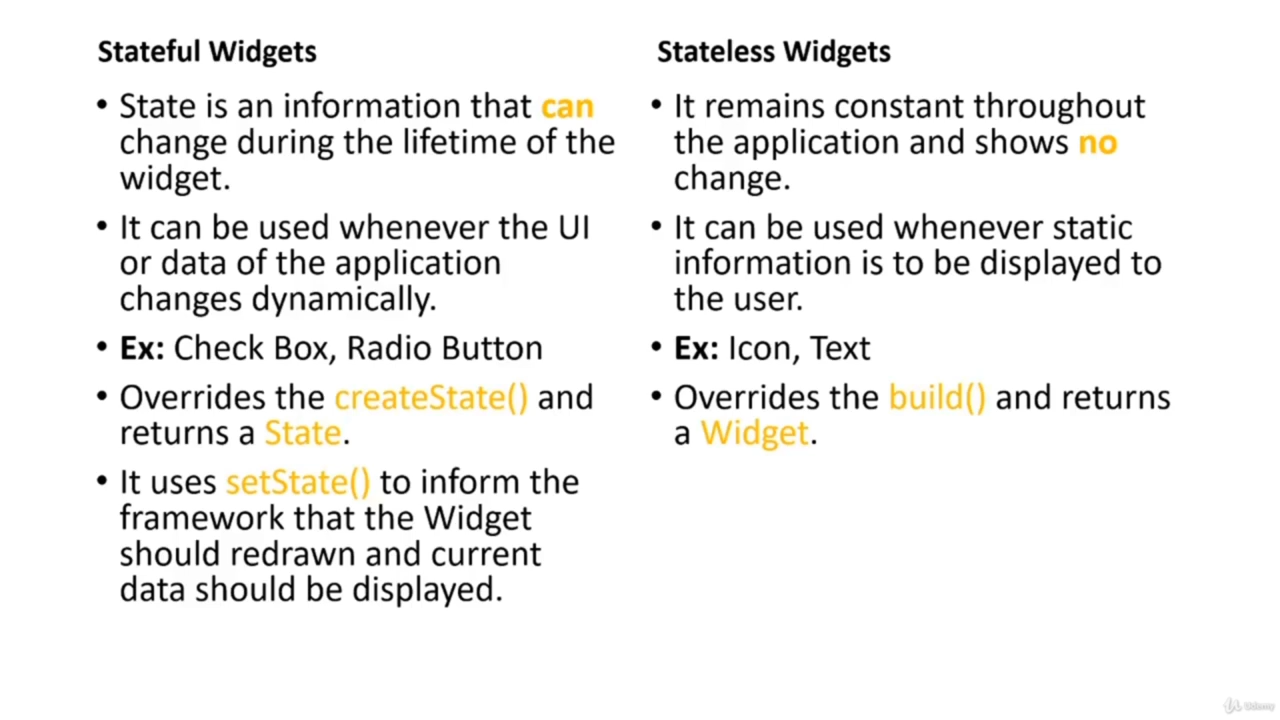 Stateful Widgets
• State is an information that can
change during the lifetime of the
widget.
• It can be used whenever the UI
or data of the application
changes dynamically.
• Ex: Check Box, Radio Button
• Overrides the createState() and
returns a State.
• It uses setState() to inform the
framework that the Widget
should redrawn and current
data should be displayed.
Stateless Widgets
• It remains constant throughout
the application and shows no
change.
• It can be used whenever static
information is to be displayed to
the user.
• Ex: Icon, Text
• Overrides the build() and returns
a Widget.
Udemy